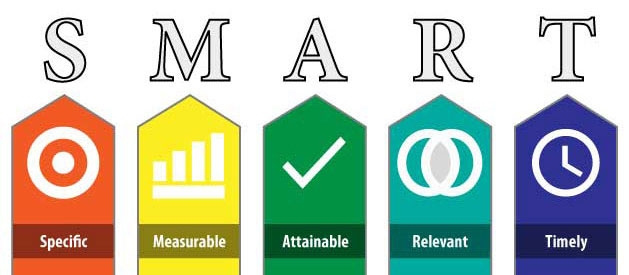 S M A R T
Specific Measurable Attainable Relevant Timely